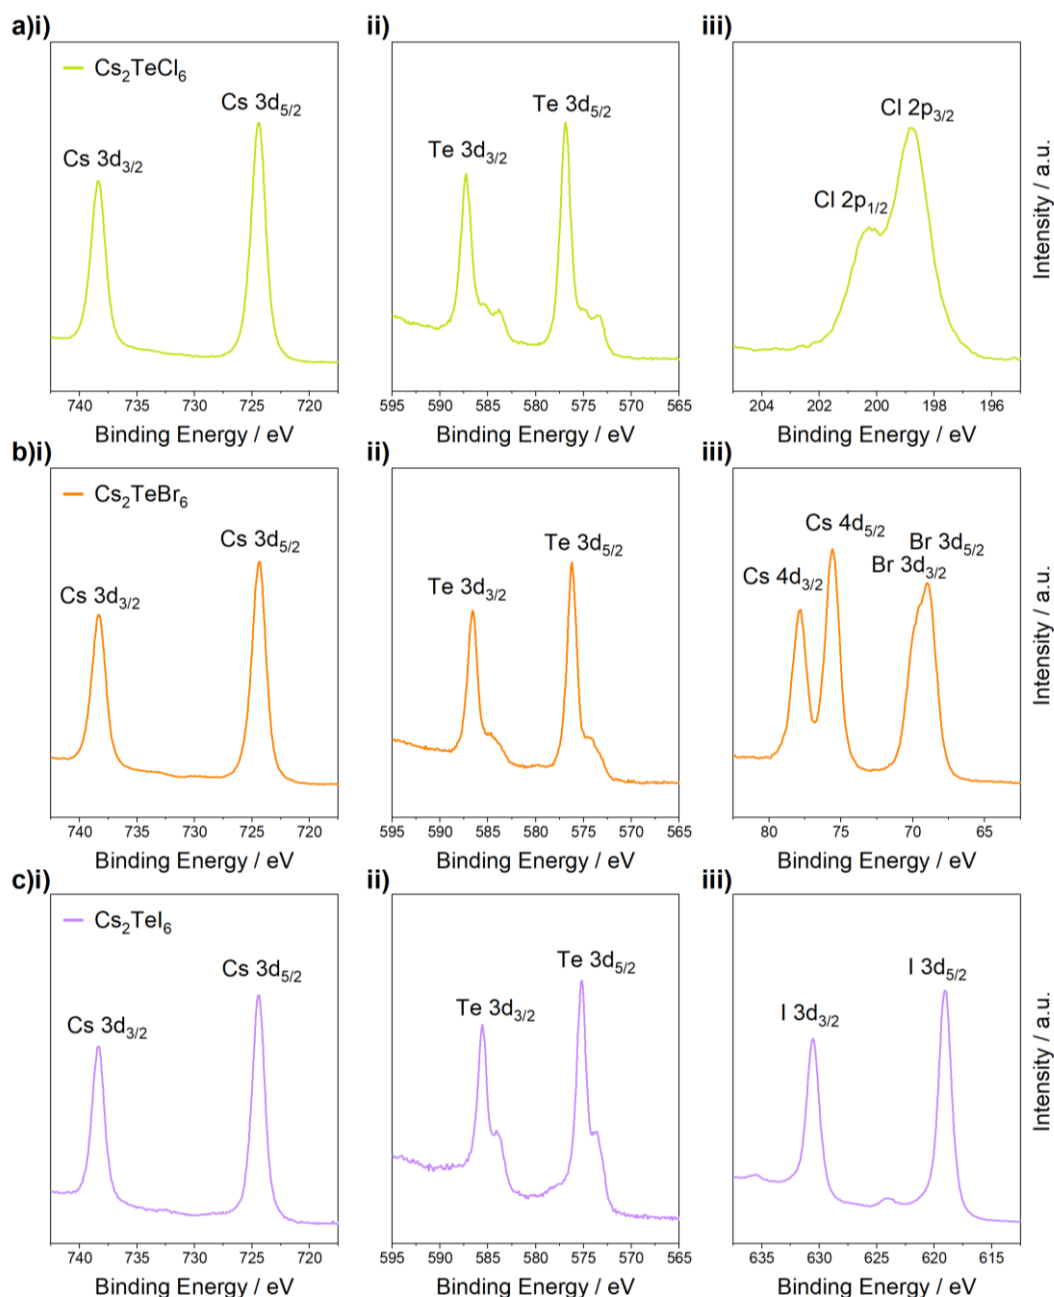 a)i) ii) iii)
Cs₂TeCl₆
Cs 3d₅/₂
Cs 3d₃/₂
740 735 730 724 720
Binding Energy / eV
Te 3d₅/₂
Te 3d₃/₂
595 590 585 580 575 570 565
Binding Energy / eV
Cl 2p₃/₂
Cl 2p₁/₂
204 202 200 198 196
Binding Energy / eV
Intensity / a.u.
b)i) ii) iii)
Cs₂TeBr₆
Cs 3d₅/₂
Cs 3d₃/₂
740 735 730 724 720
Binding Energy / eV
Te 3d₅/₂
Te 3d₃/₂
595 590 585 580 575 570 565
Binding Energy / eV
Cs 4d₅/₂
Br 3d₅/₂
Br 3d₃/₂
Cs 4d₃/₂
80 75 70 65
Binding Energy / eV
Intensity / a.u.
c)i) ii) iii)
Cs₂TeI₆
Cs 3d₅/₂
Cs 3d₃/₂
740 735 730 724 720
Binding Energy / eV
Te 3d₅/₂
Te 3d₃/₂
595 590 585 580 575 570 565
Binding Energy / eV
I 3d₅/₂
I 3d₃/₂
635 630 624 620 615
Binding Energy / eV
Intensity / a.u.